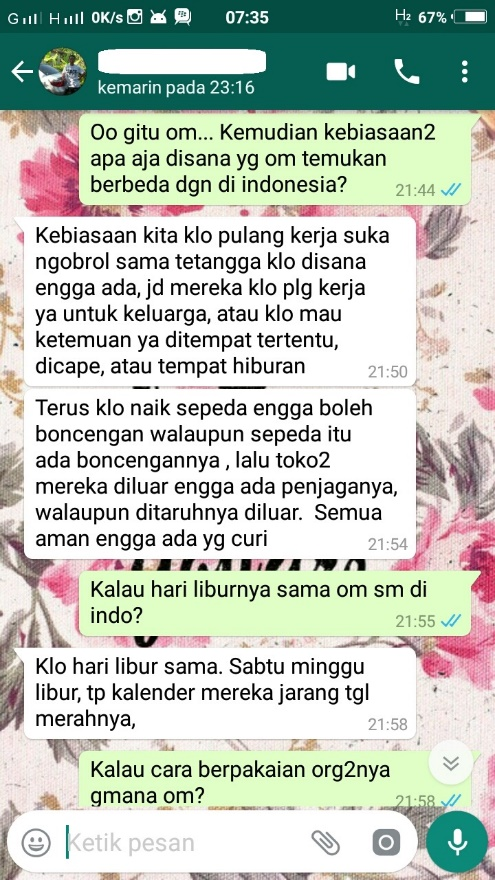 0K/s 07:35 H2 67%
kemarin pada 23:16
Oo gitu om... Kemudian kebiasaan2
apa aja disana yg om temukan
berbeda dgn di indonesia?
21:44
Kebiasaan kita klo pulang kerja suka
ngobrol sama tetangga klo disana
engga ada, jd mereka klo plg kerja
ya untuk keluarga, atau klo mau
ketemuan ya ditempat tertentu,
dicape, atau tempat hiburan
21:50
Terus klo naik sepeda engga boleh
boncengan walaupun sepeda itu
ada boncengannya , lalu toko2
mereka diluar engga ada penjaganya,
walaupun ditaruhnya diluar. Semua
aman engga ada yg curi
21:54
Kalau hari liburnya sama om sm di
indo?
21:55
Klo hari libur sama. Sabtu minggu
libur, tp kalender mereka jarang tgl
merahnya,
21:58
Kalau cara berpakaian org2nya
gmana om?
21:58
Ketik pesan